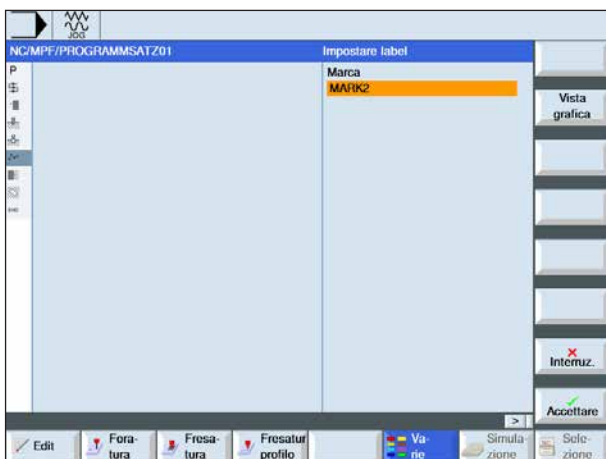 JOG
NC/MPF/PROGRAMMSATZ01
Impostare label
P
Marca
MARK2
Vista
grafica
Interruz.
Accettare
>
Edit
Fora-
tura
Fresa-
tura
Fresatur
profilo
Va-
rie
Simula-
zione
Sele-
zione